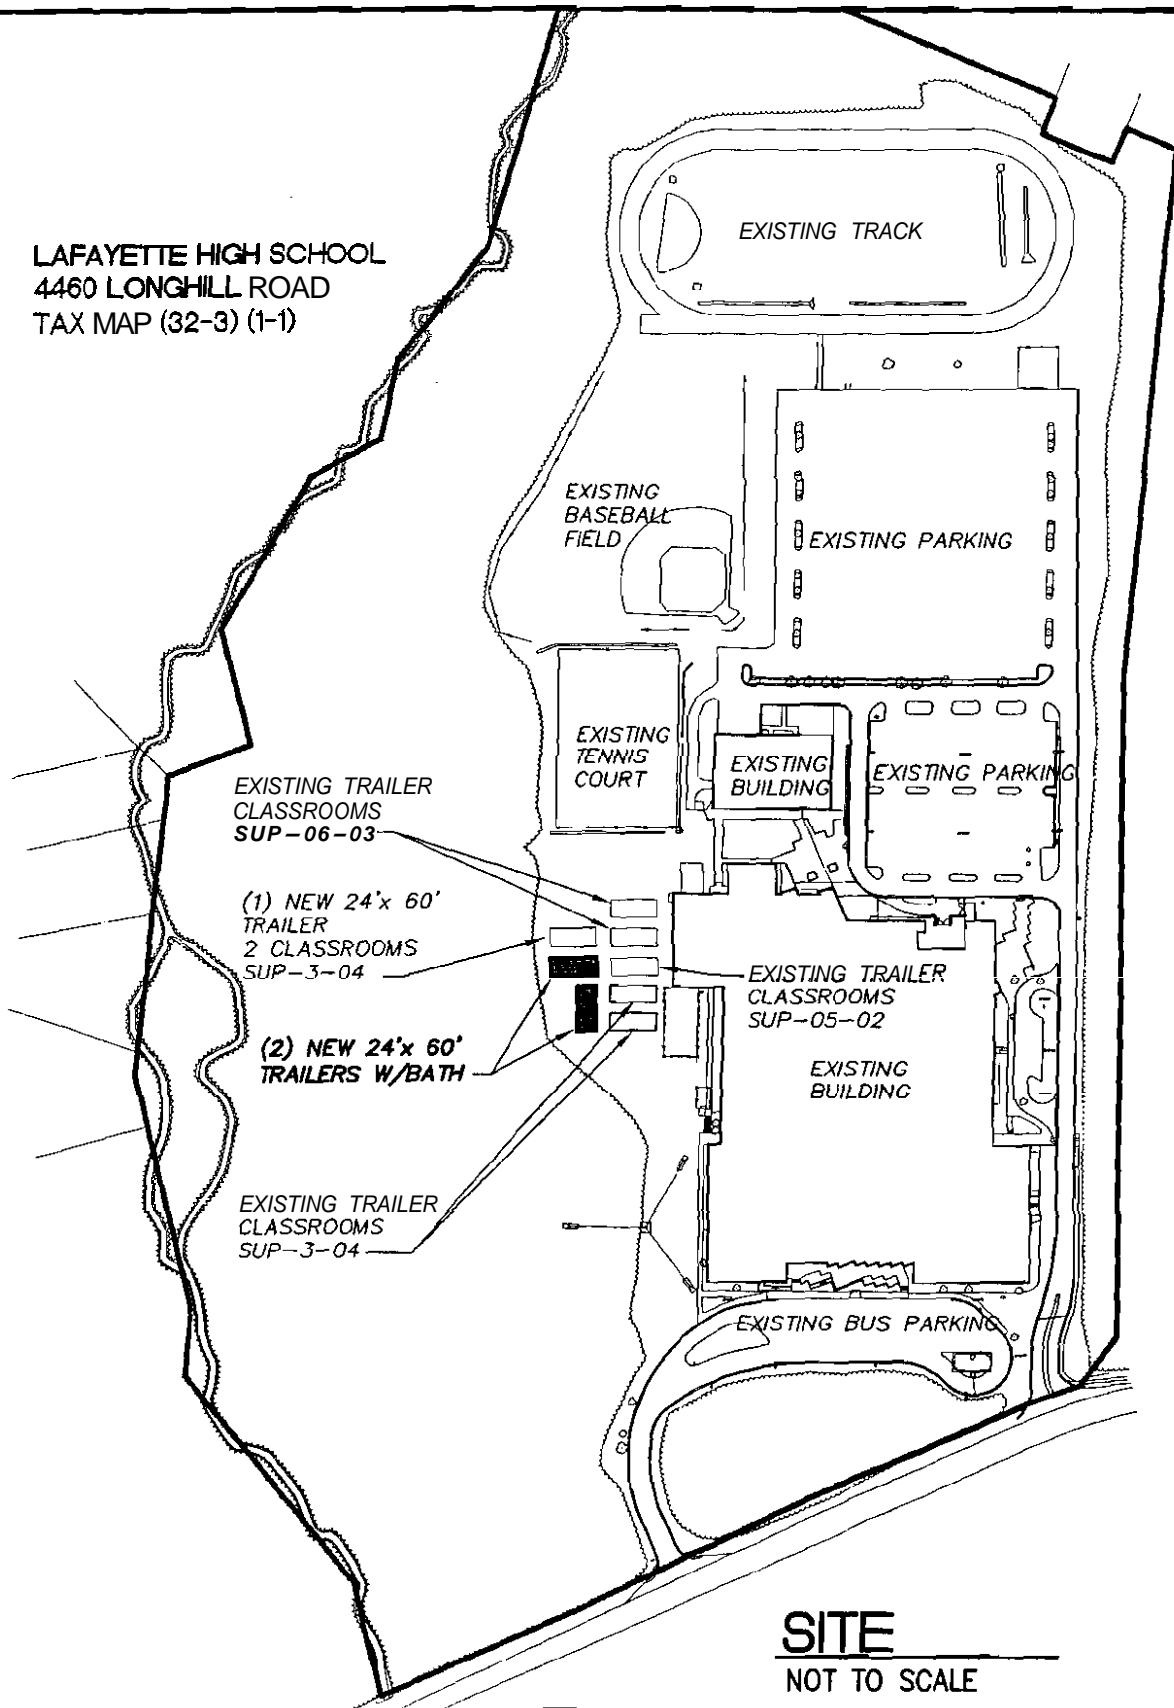 LAFAYETTE HIGH SCHOOL
4460 LONGHILL ROAD
TAX MAP (32-3) (1-1)
EXISTING TRACK
EXISTING
BASEBALL
FIELD
EXISTING PARKING
EXISTING
TENNIS
COURT
EXISTING
BUILDING
EXISTING PARKING
EXISTING TRAILER
CLASSROOMS
SUP-06-03
(1) NEW 24'x 60'
TRAILER
2 CLASSROOMS
SUP-3-04
(2) NEW 24'x 60'
TRAILERS W/BATH
EXISTING TRAILER
CLASSROOMS
SUP-05-02
EXISTING
BUILDING
EXISTING TRAILER
CLASSROOMS
SUP-3-04
EXISTING BUS PARKING
SITE
NOT TO SCALE